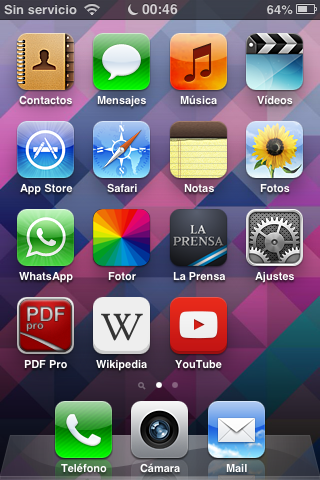 Sin servicio 00:46 64%
Contactos Mensajes Música Vídeos
App Store Safari Notas Fotos
LA
PRENSA
WhatsApp Fotor La Prensa Ajustes
PDF
pro
W
PDF Pro Wikipedia YouTube
Teléfono Cámara Mail